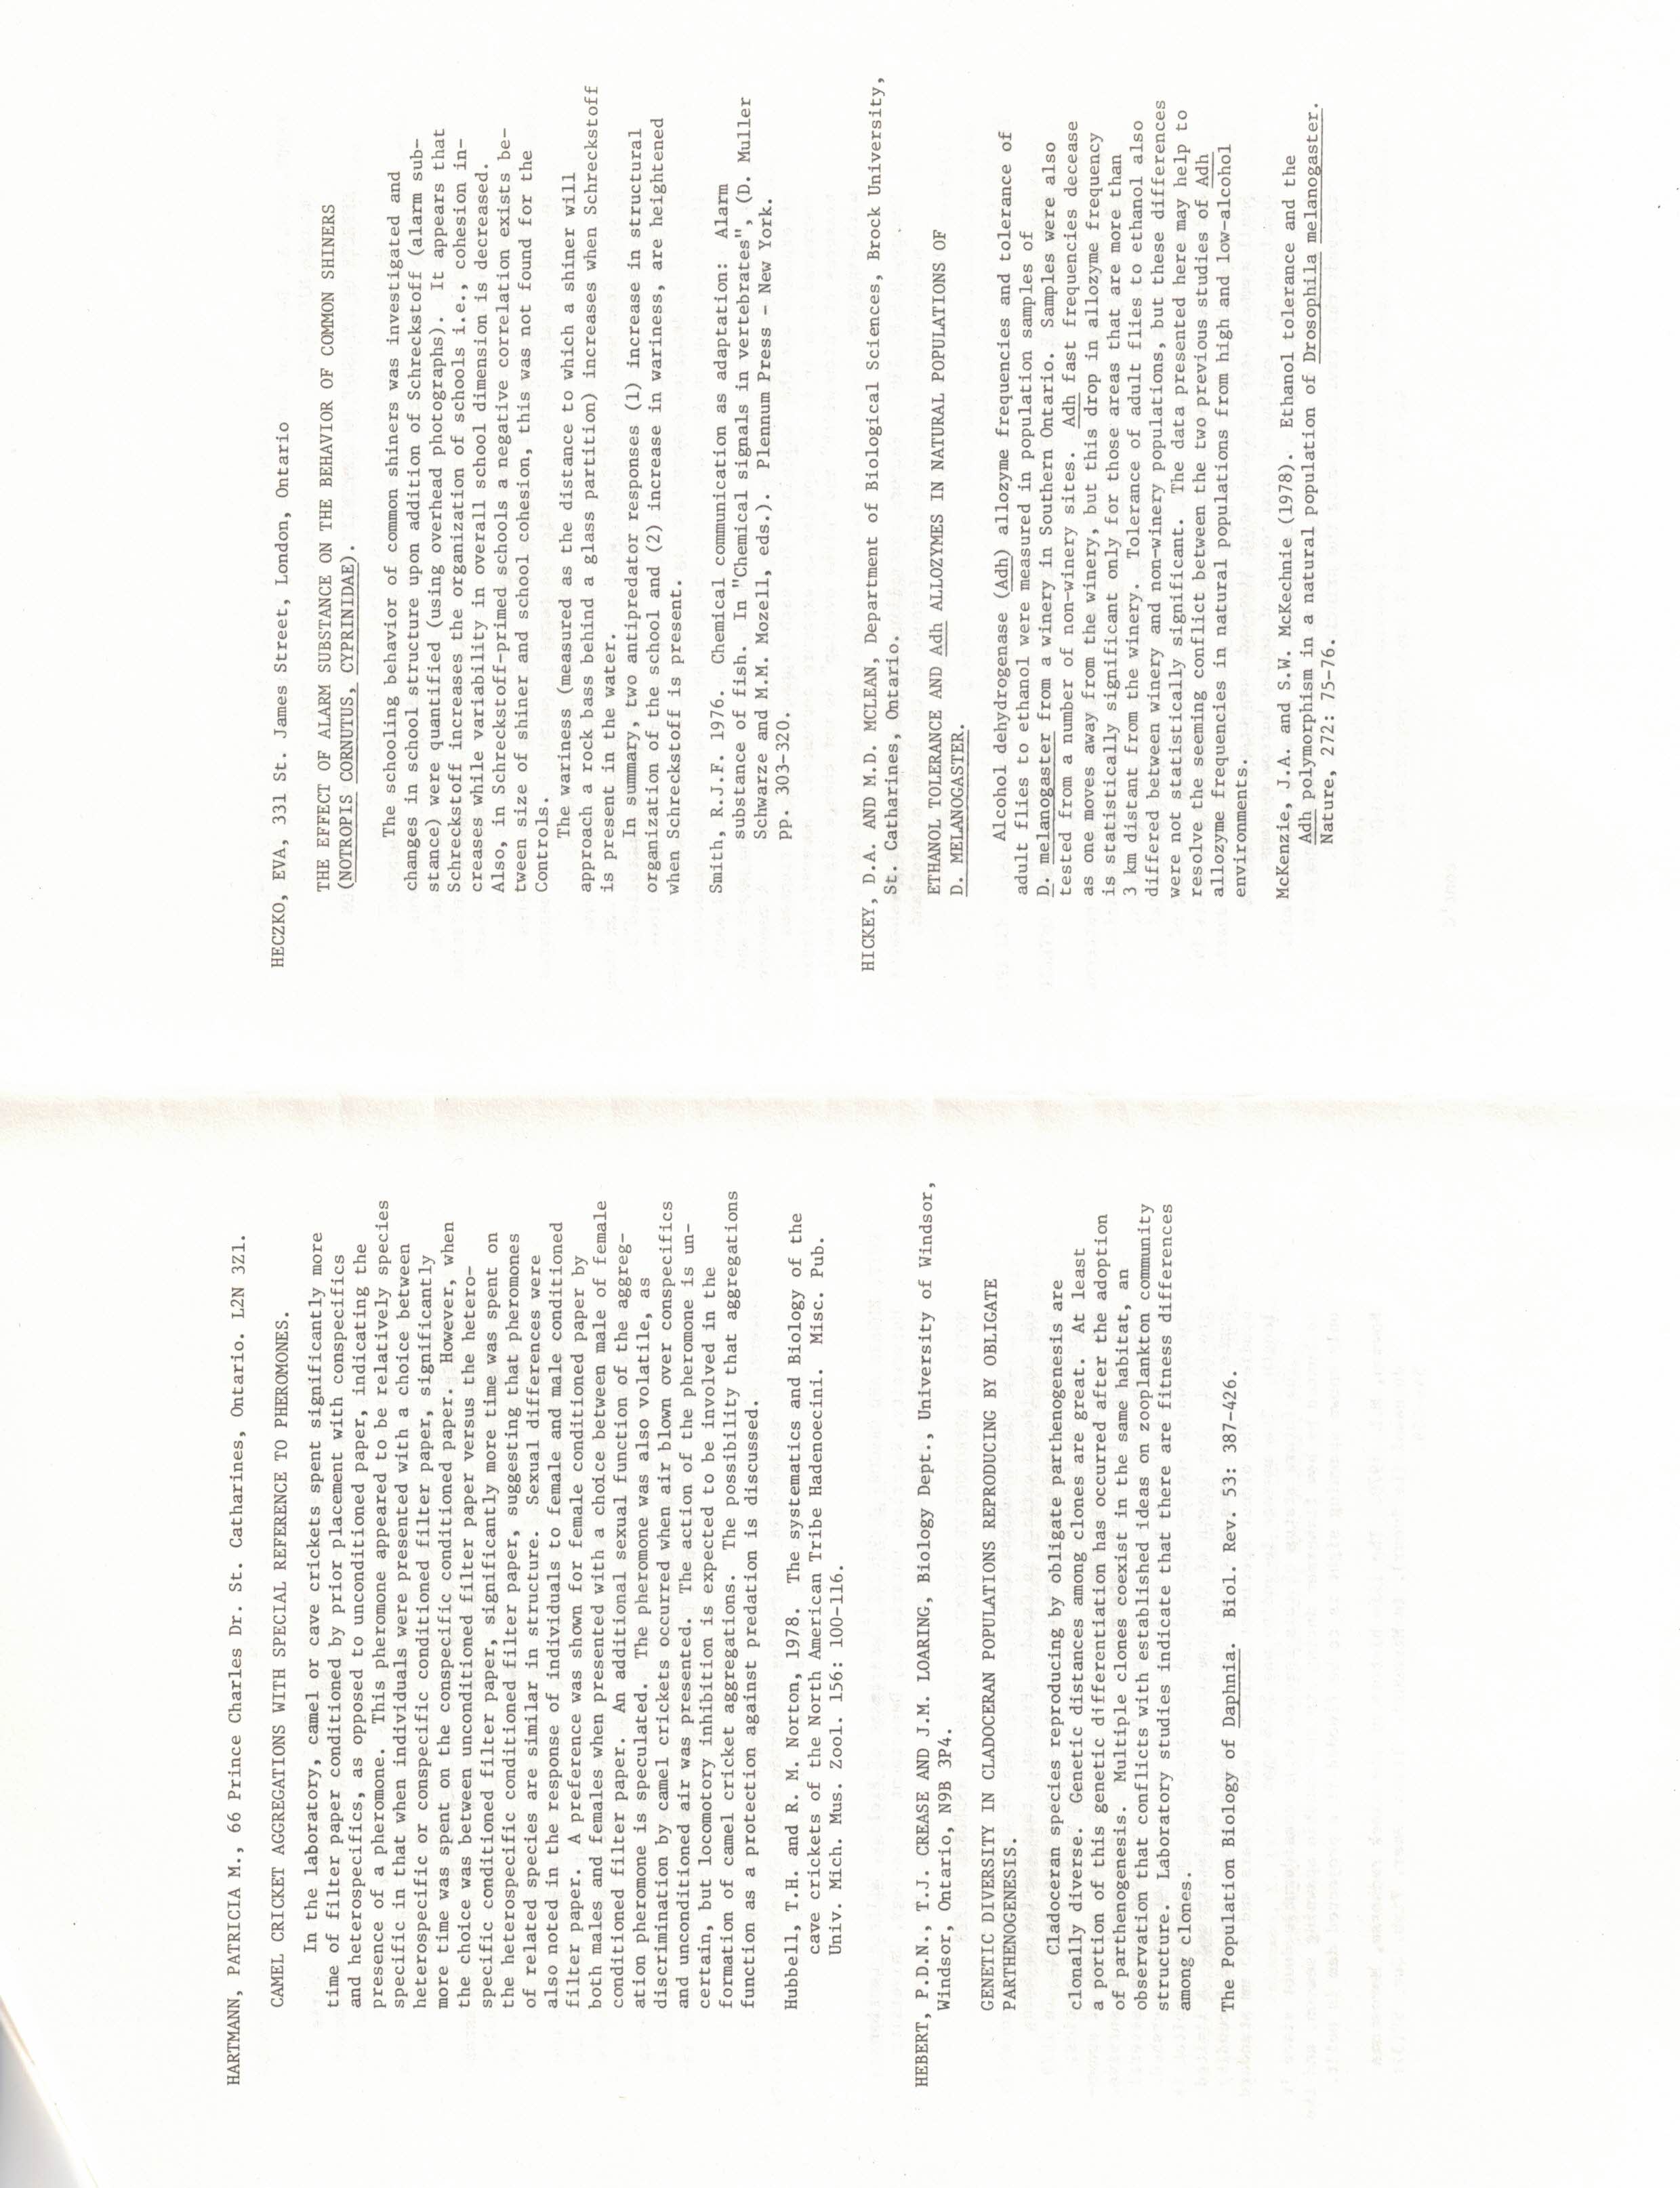 HARTMANN, PATRICIA M., 66 Prince Charles Dr. St. Catharines, Ontario. L2N 3Z1.
CAMEL CRICKET AGGREGATIONS WITH SPECIAL REFERENCE TO PHEROMONES.
In the laboratory, camel or cave crickets spent significantly more
time of filter paper conditioned by prior placement with conspecifics
and heterospecifics, as opposed to unconditioned paper, indicating the
presence of a pheromone. This pheromone appeared to be relatively species
specific in that when individuals were presented with a choice between
heterospecific or conspecific conditioned filter paper, significantly
more time was spent on the conspecific conditioned paper. However, when
the choice was between unconditioned filter paper versus the hetero-
specific conditioned filter paper, significantly more time was spent on
the heterospecific conditioned filter paper, suggesting that pheromones
of related species are similar in structure. Sexual differences were
also noted in the response of individuals to female and male conditioned
filter paper. A preference was shown for female conditioned paper by
both males and females when presented with a choice between male of female
conditioned filter paper. An additional sexual function of the aggreg-
ation pheromone is speculated. The pheromone was also volatile, as
discrimination by camel crickets occurred when air blown over conspecifics
and unconditioned air was presented. The action of the pheromone is un-
certain, but locomotory inhibition is expected to be involved in the
formation of camel cricket aggregations. The possibility that aggregations
function as a protection against predation is discussed.
Hubbell, T.H. and R. M. Norton, 1978. The systematics and Biology of the
cave crickets of the North American Tribe Hadenoecini. Misc. Pub.
Univ. Mich. Mus. Zool. 156: 100-116.
HEBERT, P.D.N., T.J. CREASE AND J.M. LOARING, Biology Dept., University of Windsor,
Windsor, Ontario, N9B 3P4.
GENETIC DIVERSITY IN CLADOCERAN POPULATIONS REPRODUCING BY OBLIGATE
PARTHENOGENESIS.
Cladoceran species reproducing by obligate parthenogenesis are
clonally diverse. Genetic distances among clones are great. At least
a portion of this genetic differentiation has occurred after the adoption
of parthenogenesis. Multiple clones coexist in the same habitat, an
observation that conflicts with established ideas on zooplankton community
structure. Laboratory studies indicate that there are fitness differences
among clones.
The Population Biology of Daphnia. Biol. Rev. 53: 387-426.
HECZKO, EVA, 331 St. James Street, London, Ontario
THE EFFECT OF ALARM SUBSTANCE ON THE BEHAVIOR OF COMMON SHINERS
(NOTROPIS CORNUTUS, CYPRINIDAE).
The schooling behavior of common shiners was investigated and
changes in school structure upon addition of Schreckstoff (alarm sub-
stance) were quantified (using overhead photographs). It appears that
Schreckstoff increases the organization of schools i.e., cohesion in-
creases while variability in overall school dimension is decreased.
Also, in Schreckstoff-primed schools a negative correlation exists be-
tween size of shiner and school cohesion, this was not found for the
Controls.
The wariness (measured as the distance to which a shiner will
approach a rock bass behind a glass partition) increases when Schreckstoff
is present in the water.
In summary, two antipredator responses (1) increase in structural
organization of the school and (2) increase in wariness, are heightened
when Schreckstoff is present.
Smith, R.J.F. 1976. Chemical communication as adaptation: Alarm
substance of fish. In "Chemical signals in vertebrates", (D. Muller
Schwarze and M.M. Mozell, eds.). Plennum Press - New York.
pp. 303-320.
HICKEY, D.A. AND M.D. MCLEAN, Department of Biological Sciences, Brock University,
St. Catharines, Ontario.
ETHANOL TOLERANCE AND Adh ALLOZYMES IN NATURAL POPULATIONS OF
D. MELANOGASTER.
Alcohol dehydrogenase (Adh) allozyme frequencies and tolerance of
adult flies to ethanol were measured in population samples of
D. melanogaster from a winery in Southern Ontario. Samples were also
tested from a number of non-winery sites. Adh fast frequencies decease
as one moves away from the winery, but this drop in allozyme frequency
is statistically significant only for those areas that are more than
3 km distant from the winery. Tolerance of adult flies to ethanol also
differed between winery and non-winery populations, but these differences
were not statistically significant. The data presented here may help to
resolve the seeming conflict between the two previous studies of Adh
allozyme frequencies in natural populations from high and low-alcohol
environments.
McKenzie, J.A. and S.W. McKechnie (1978). Ethanol tolerance and the
Adh polymorphism in a natural population of Drosophila melanogaster.
Nature, 272: 75-76.